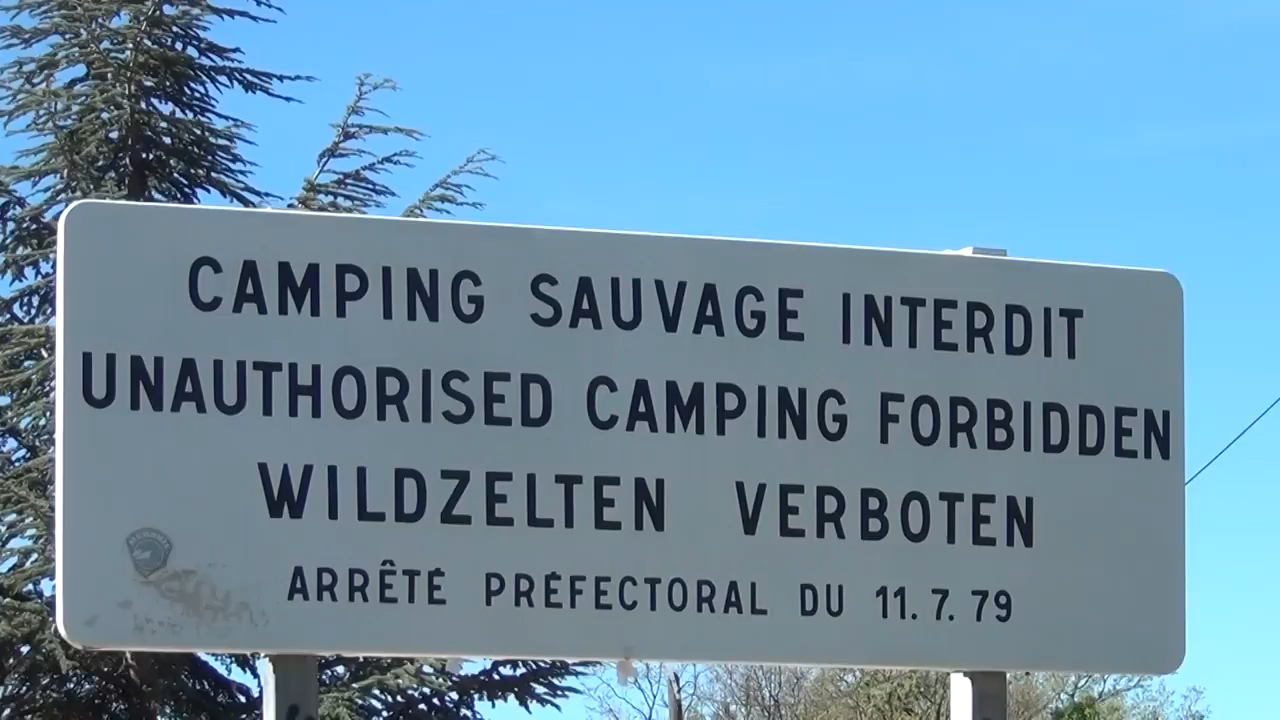 CAMPING SAUVAGE INTERDIT
UNAUTHORISED CAMPING FORBIDDEN
WILDZELTEN VERBOTEN
ARRÊTÉ PRÉFECTORAL DU 11.7.79